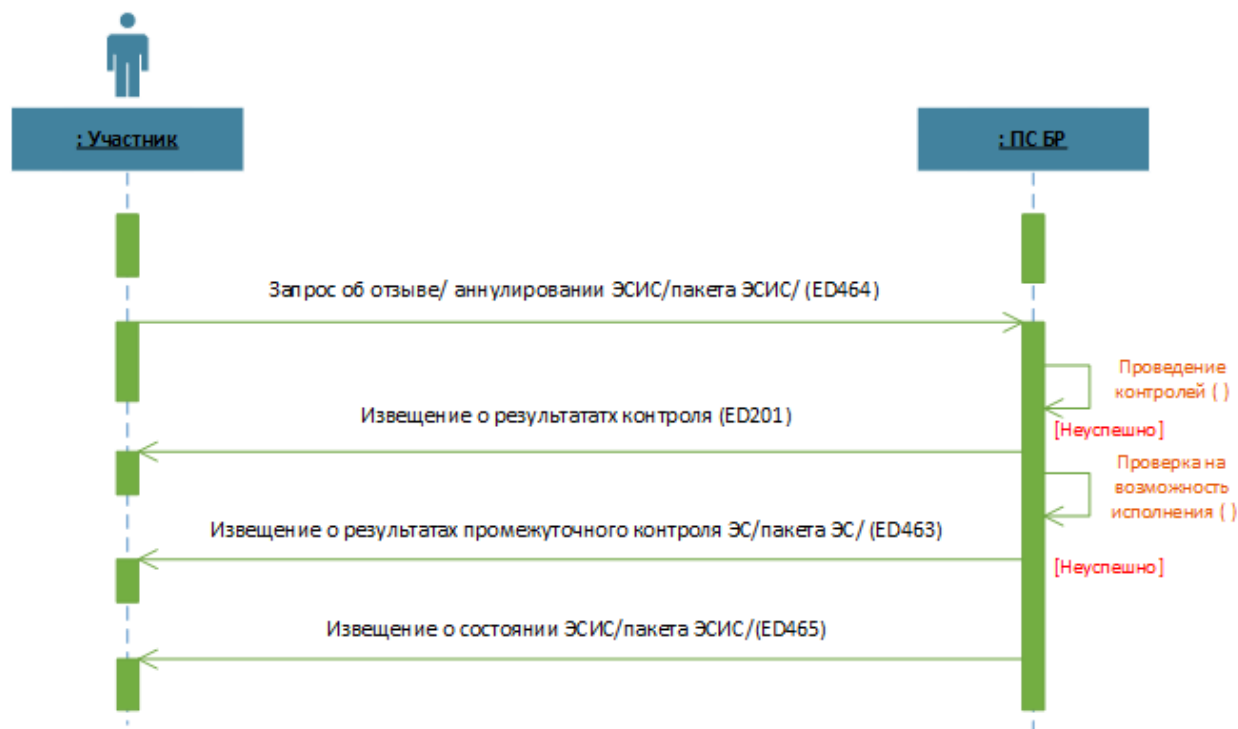 : Участник
: ПС БР
Запрос об отзыве/ аннулировании ЭСИС/пакета ЭСИС/ (ED464)
Проведение
контролей ( )
Извещение о результататх контроля (ED201)
[Неуспешно]
Проверка на
возможность
исполнения ( )
Извещение о результатах промежуточного контроля ЭС/пакета ЭС/ (ED463)
[Неуспешно]
Извещение о состоянии ЭСИС/пакета ЭСИС/(ED465)